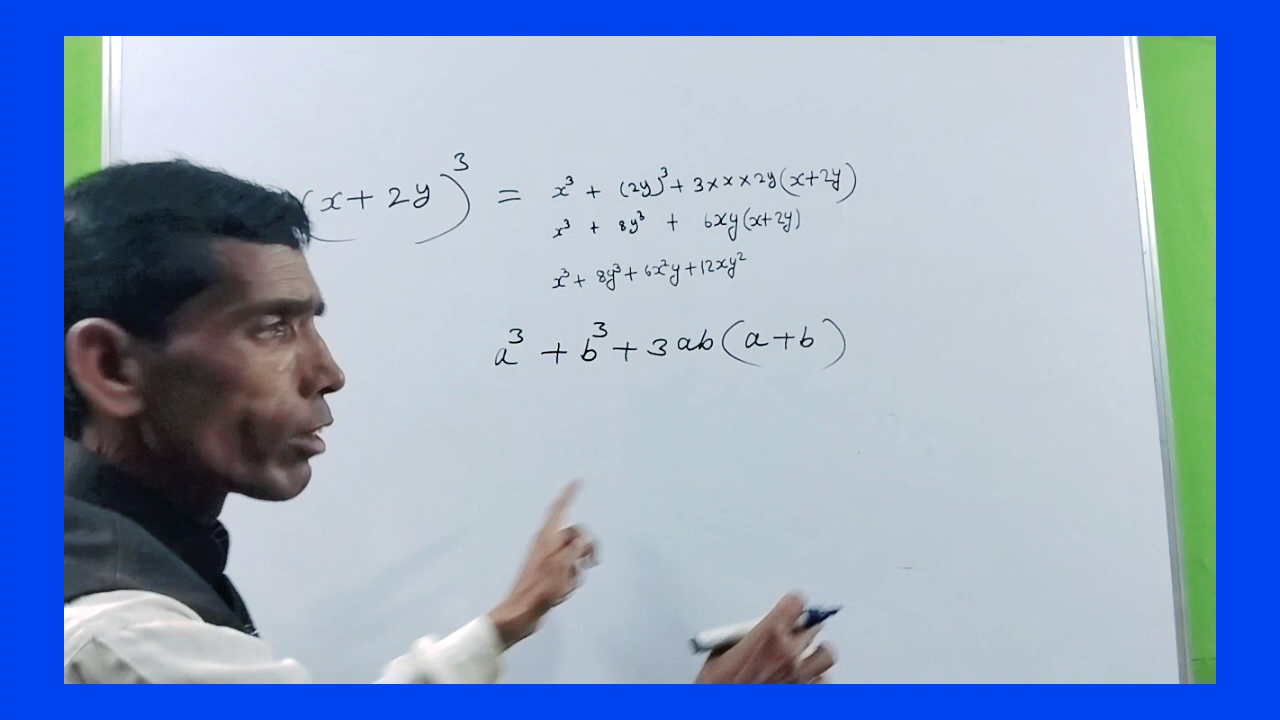 (x+2y)³ = x³ + (2y)³+3×x×2y(x+2y)
x³ + 8y³ + 6xy(x+2y)
x³+8y³+6x²y+12xy²
a³+b³+3ab(a+b)